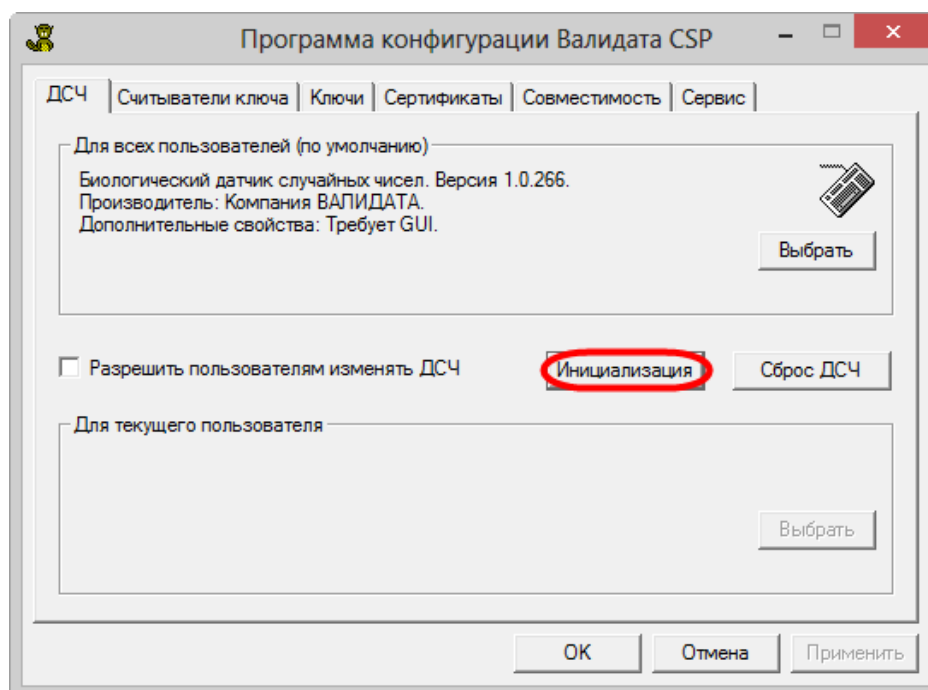 Программа конфигурации Валидата CSP
ДСЧ
Считыватели ключа
Ключи
Сертификаты
Совместимость
Сервис
Для всех пользователей (по умолчанию)
Биологический датчик случайных чисел. Версия 1.0.266.
Производитель: Компания ВАЛИДАТА.
Дополнительные свойства: Требует GUI.
Выбрать
Разрешить пользователям изменять ДСЧ
Инициализация
Сброс ДСЧ
Для текущего пользователя
Выбрать
ОК
Отмена
Применить